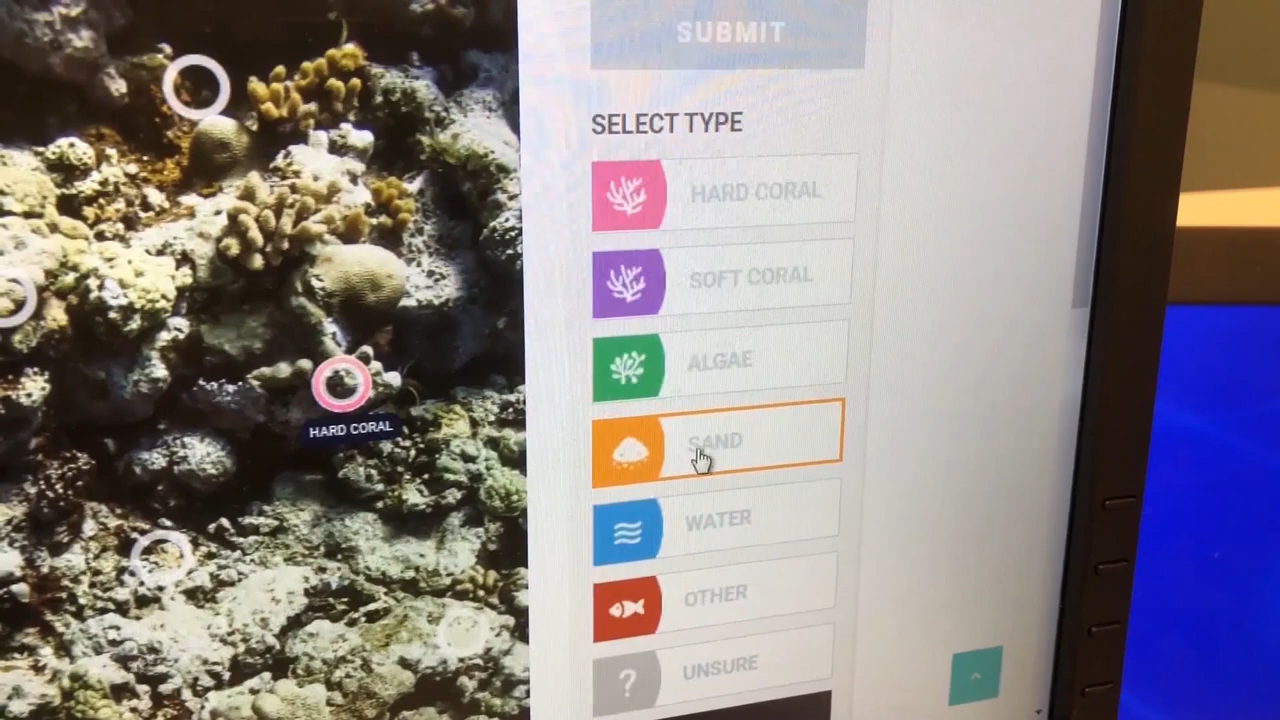 SUBMIT
SELECT TYPE
HARD CORAL
SOFT CORAL
ALGAE
HARD CORAL
SAND
WATER
OTHER
? UNSURE